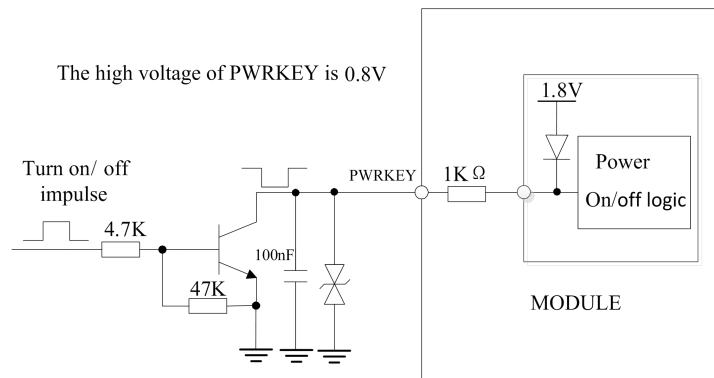 The high voltage of PWRKEY is 0.8V
1.8V
Turn on/ off
impulse
PWRKEY
1K Ω
Power
On/off logic
4.7K
100nF
47K
MODULE